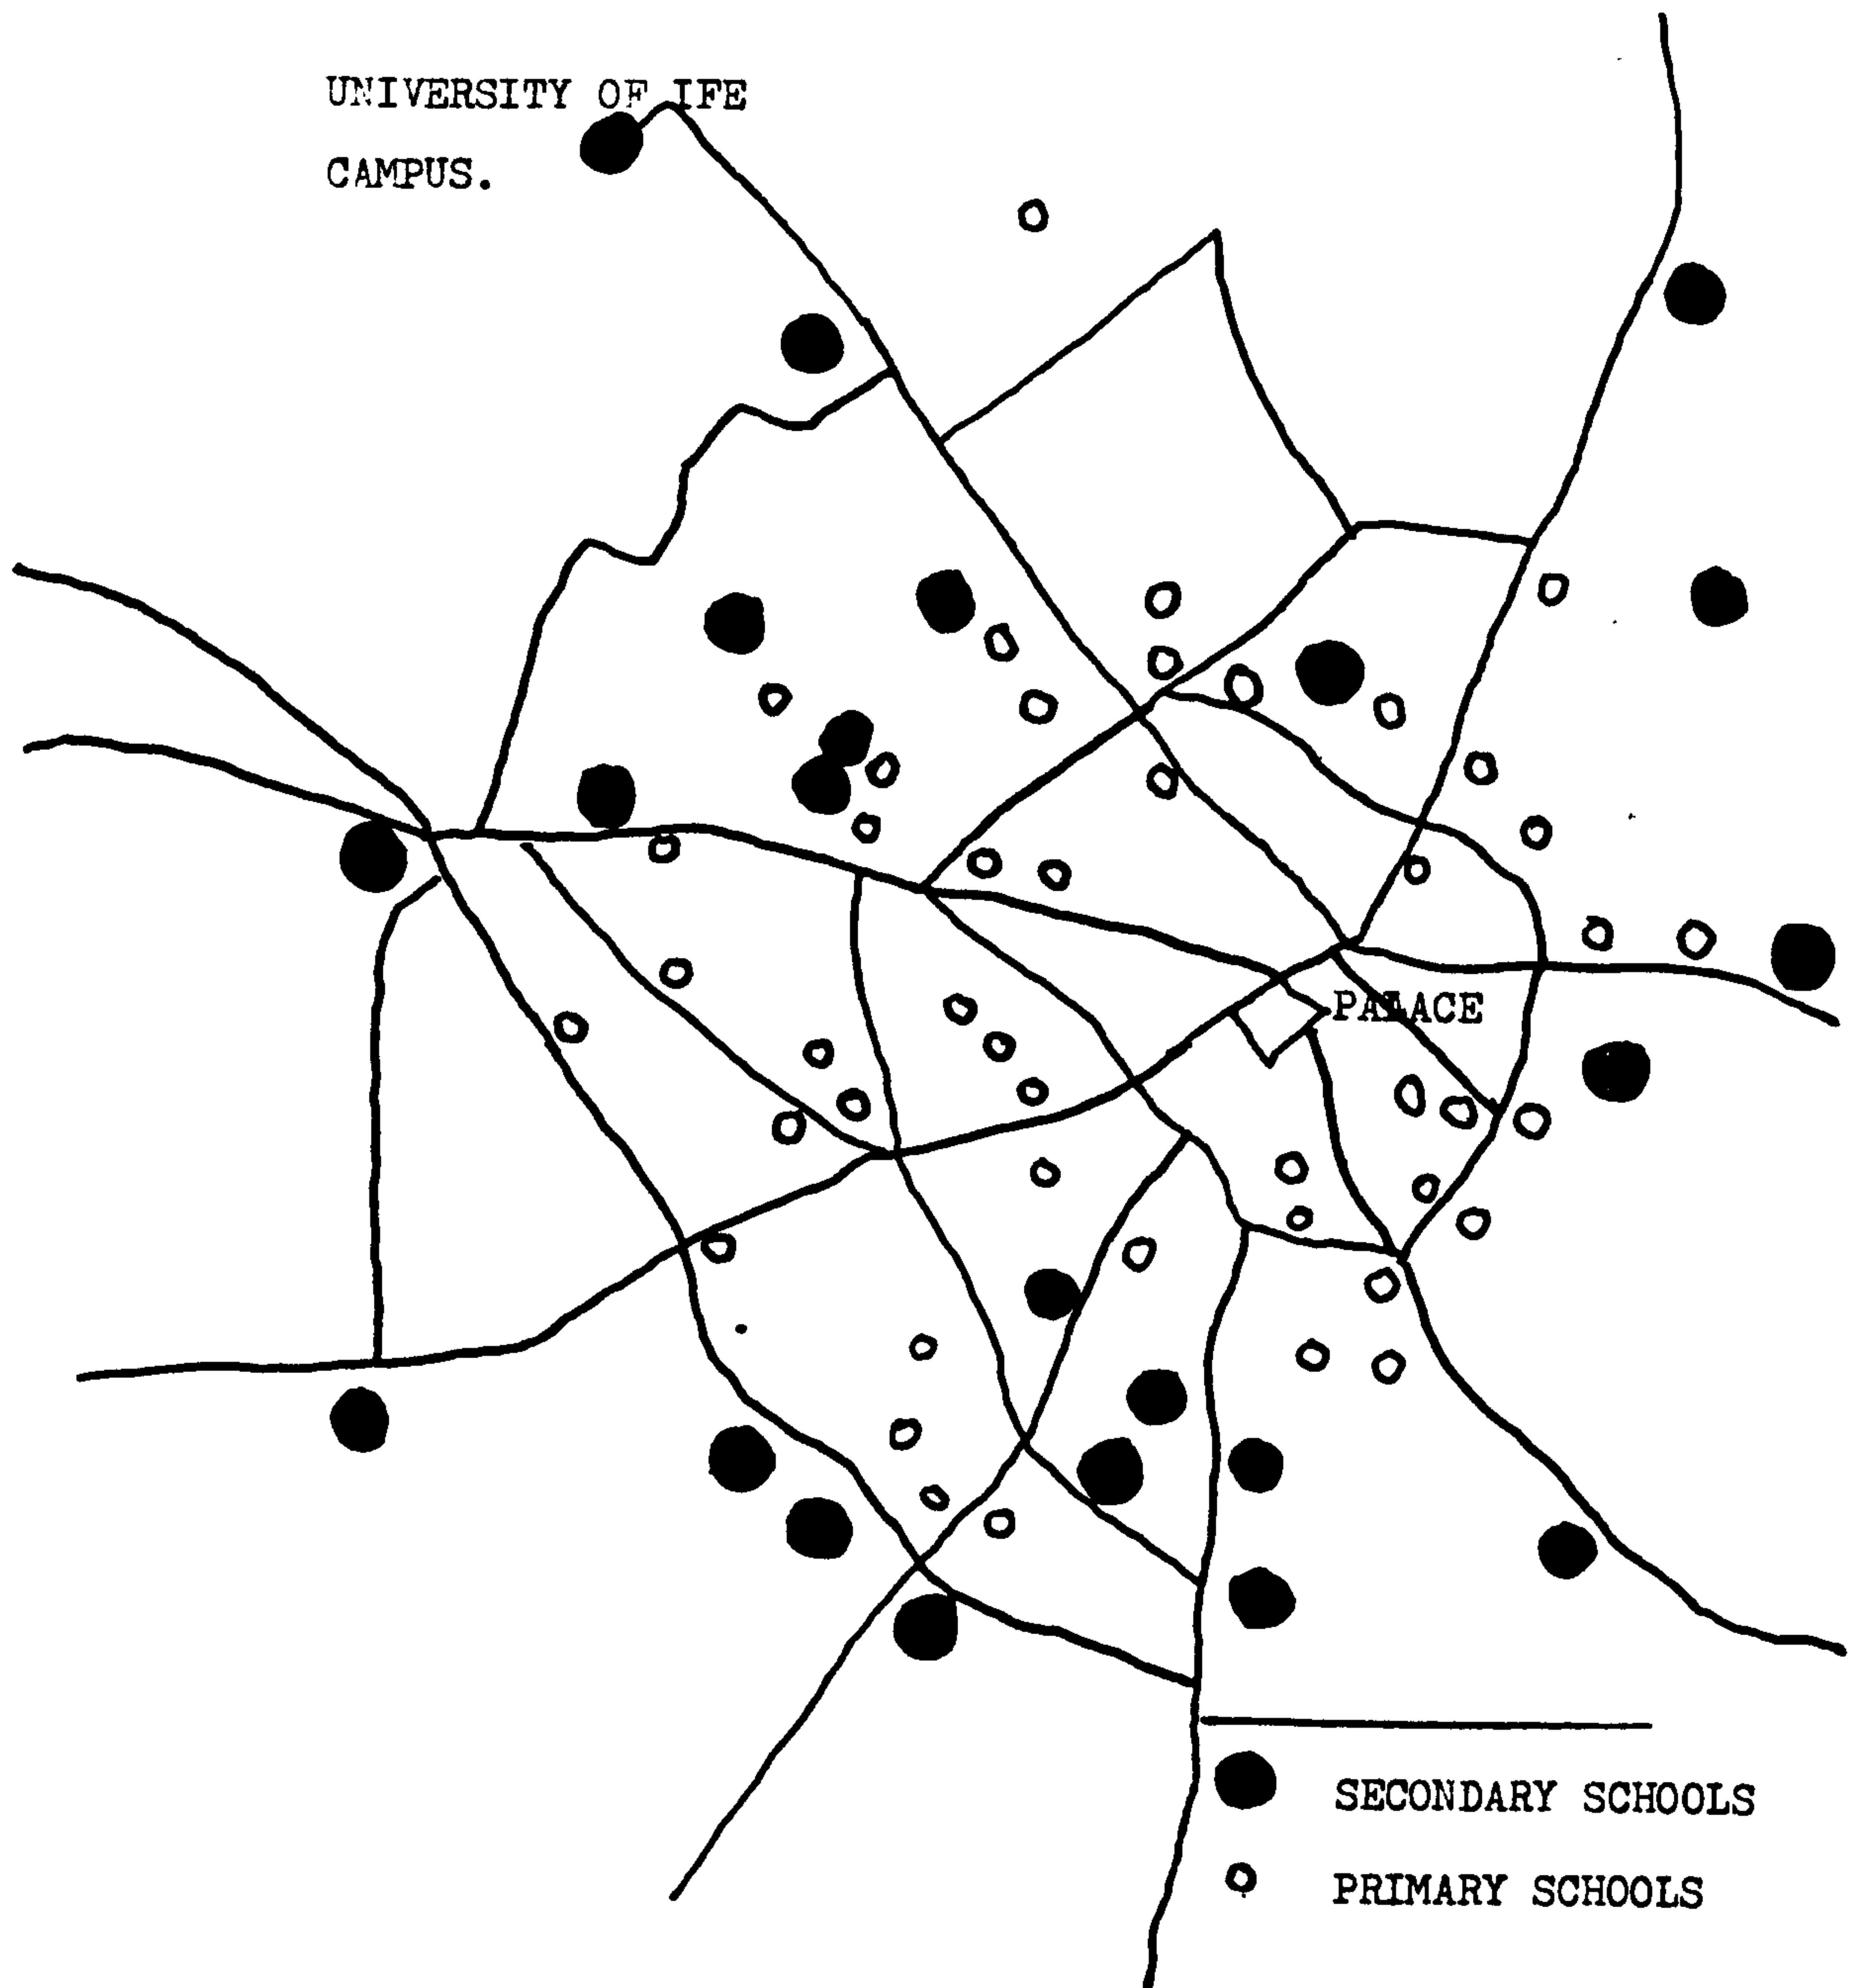 UNIVERSITY OF IFE
CAMPUS.
PALACE
SECONDARY SCHOOLS
PRIMARY SCHOOLS